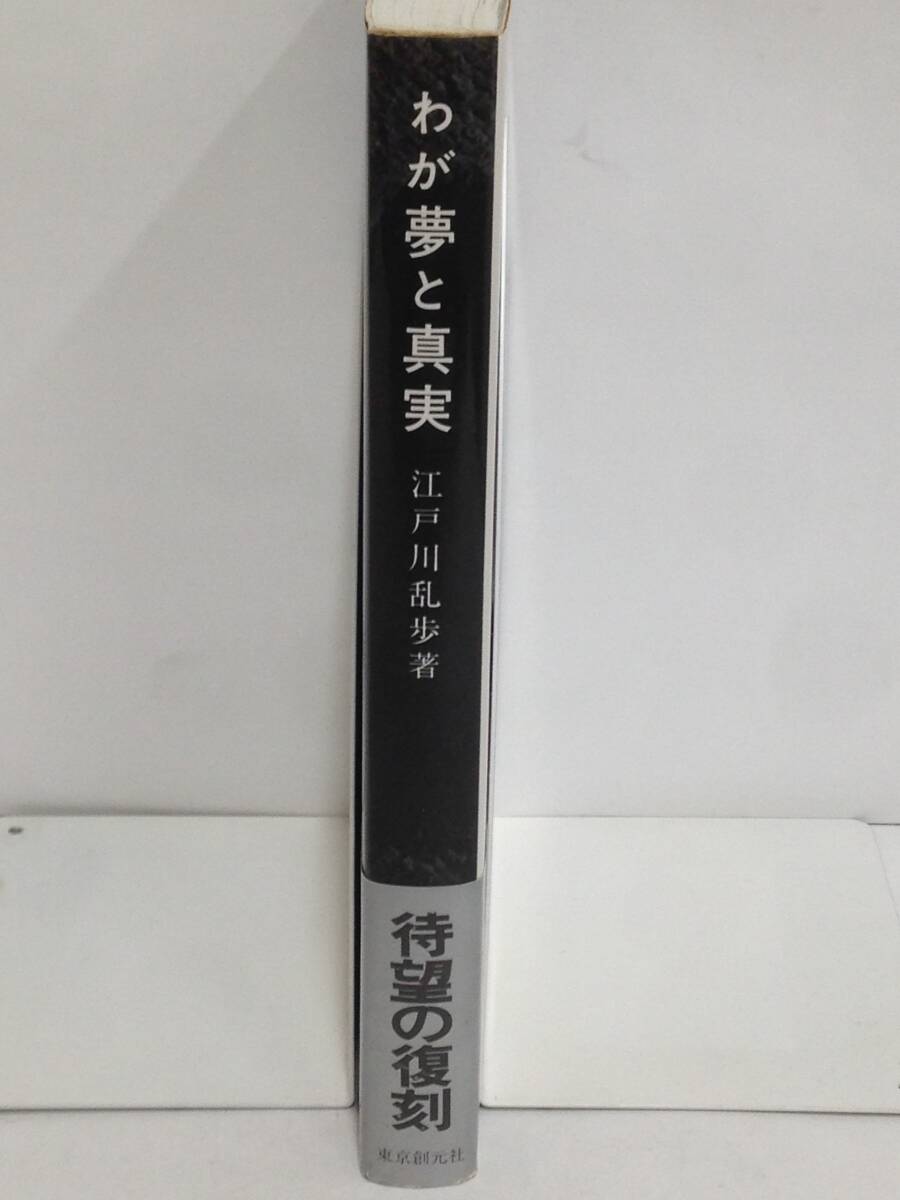 わが夢と真実
江戸川乱歩著
待望の復刻
東京創元社